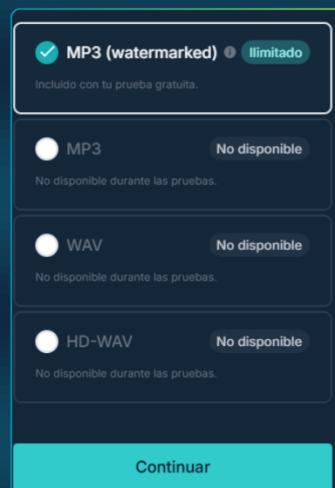 MP3 (watermarked) Ilimitado
Incluido con tu prueba gratuita.
MP3 No disponible
No disponible durante las pruebas.
WAV No disponible
No disponible durante las pruebas.
HD-WAV No disponible
No disponible durante las pruebas.
Continuar